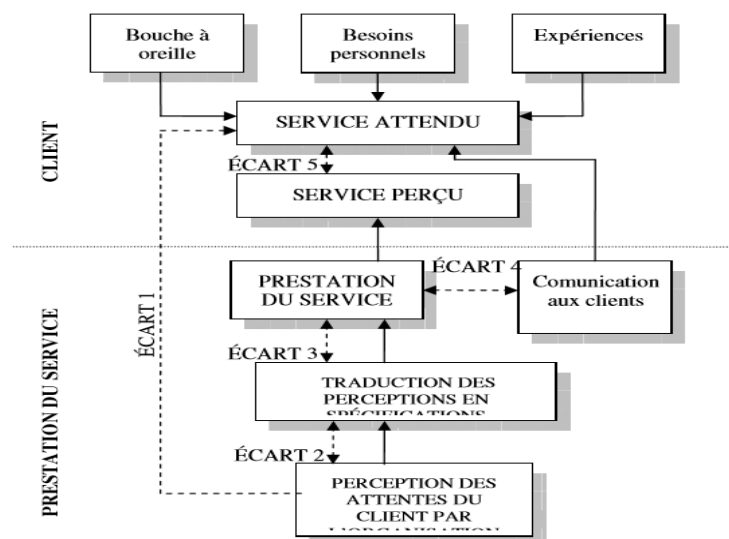 Bouche à
oreille
Besoins
personnels
Expériences
SERVICE ATTENDU
CLIENT
ÉCART 5
SERVICE PERÇU
PRESTATION
DU SERVICE
ÉCART 4
Comunication
aux clients
ÉCART 1
ÉCART 3
TRADUCTION DES
PERCEPTIONS EN
SPÉCIFICATIONS
PRESTATION DU SERVICE
ÉCART 2
PERCEPTION DES
ATTENTES DU
CLIENT PAR
L'ORGANISATION